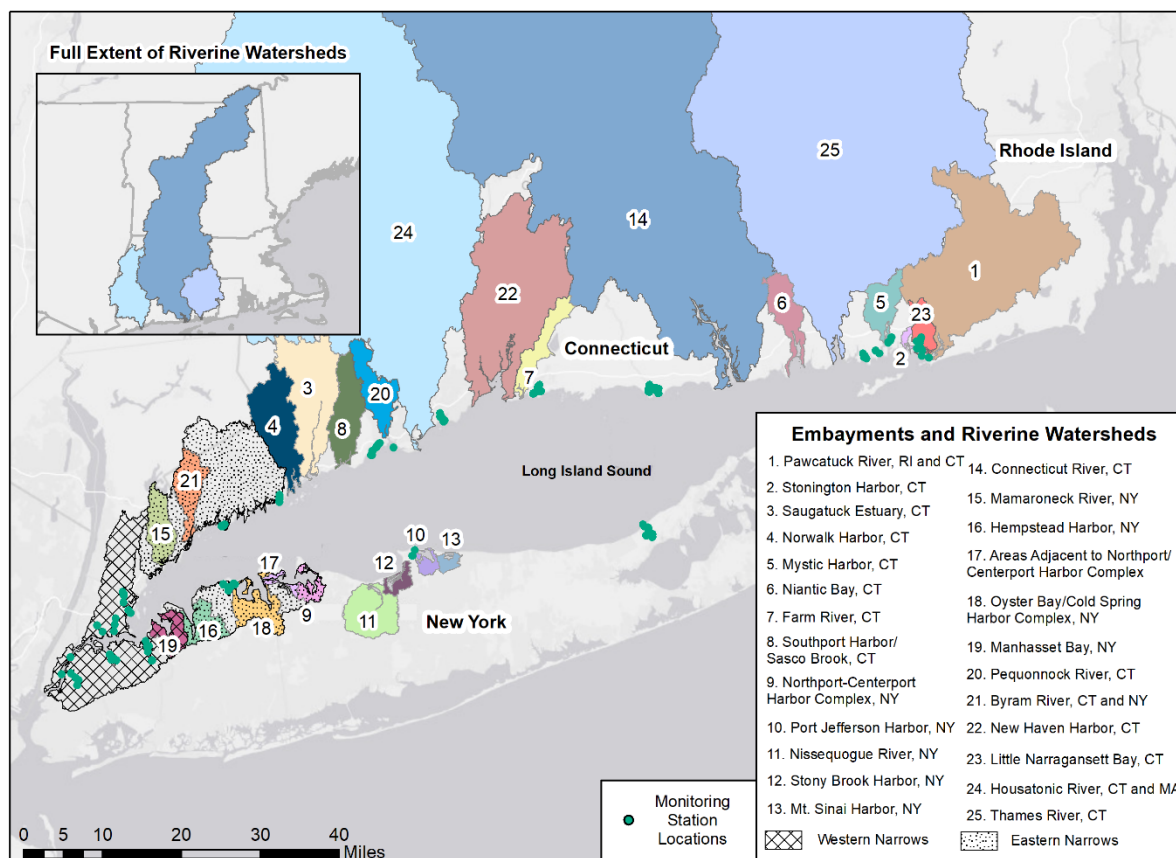 Full Extent of Riverine Watersheds
25
Rhode Island
24
14
1
22
6
5
23
2
Connecticut
7
3
20
4
8
21
15
Long Island Sound
10
13
17
12
9
11
New York
16
18
19
0 5 10 20 30 40
Miles
Monitoring
Station
Locations
Embayments and Riverine Watersheds
1. Pawcatuck River, RI and CT
2. Stonington Harbor, CT
3. Saugatuck Estuary, CT
4. Norwalk Harbor, CT
5. Mystic Harbor, CT
6. Niantic Bay, CT
7. Farm River, CT
8. Southport Harbor/
Sasco Brook, CT
9. Northport-Centerport
Harbor Complex, NY
10. Port Jefferson Harbor, NY
11. Nissequogue River, NY
12. Stony Brook Harbor, NY
13. Mt. Sinai Harbor, NY
14. Connecticut River, CT
15. Mamaroneck River, NY
16. Hempstead Harbor, NY
17. Areas Adjacent to Northport/
Centerport Harbor Complex
18. Oyster Bay/Cold Spring
Harbor Complex, NY
19. Manhasset Bay, NY
20. Pequonnock River, CT
21. Byram River, CT and NY
22. New Haven Harbor, CT
23. Little Narragansett Bay, CT
24. Housatonic River, CT and MA
25. Thames River, CT
Western Narrows
Eastern Narrows